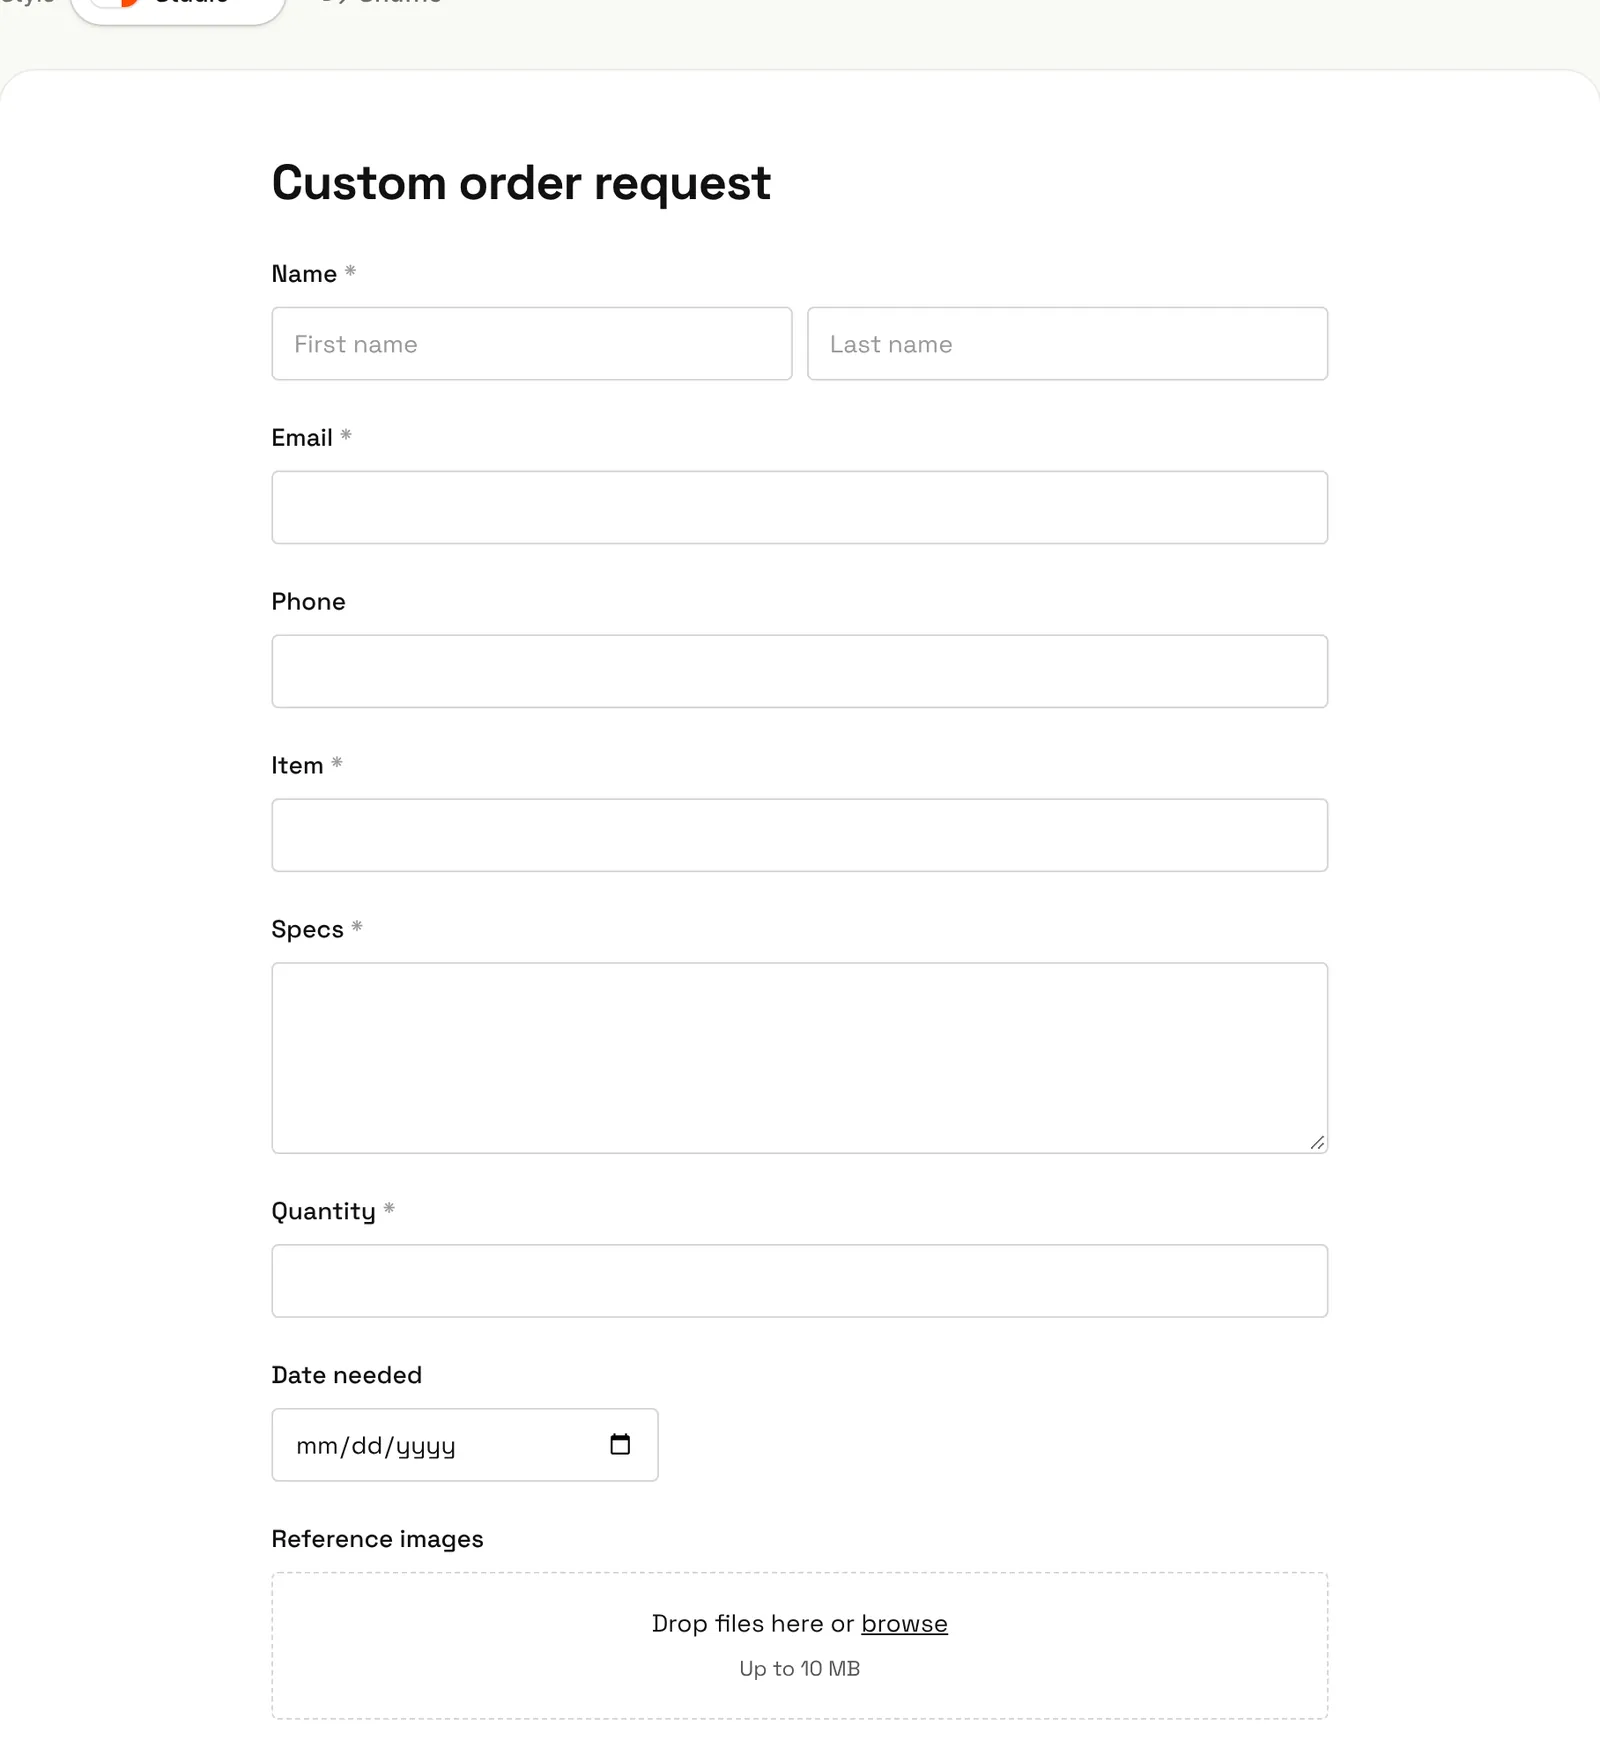 Custom order request
Name *
First name
Last name
Email *
Phone
Item *
Specs *
Quantity *
Date needed
mm/dd/yyyy
Reference images
Drop files here or browse
Up to 10 MB